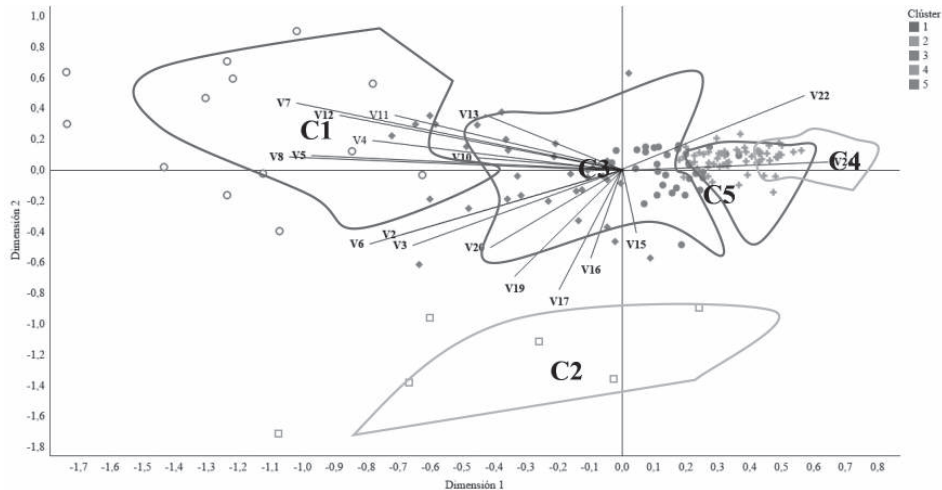 Clúster
1
2
3
4
5
1,0
0,8
0,6
0,4
0,2
0,0
-0,2
-0,4
-0,6
-0,8
-1,0
-1,2
-1,4
-1,6
-1,8
Dimensión 2
V7
V12
V11
V13
V22
C1
V4
V8
V5
V10
C3
C4
C5
V6
V2
V3
V20
V15
V16
V19
V17
C2
-1,7 -1,6 -1,5 -1,4 -1,3 -1,2 -1,1 -1,0 -0,9 -0,8 -0,7 -0,6 -0,5 -0,4 -0,3 -0,2 -0,1 0,0 0,1 0,2 0,3 0,4 0,5 0,6 0,7 0,8
Dimensión 1